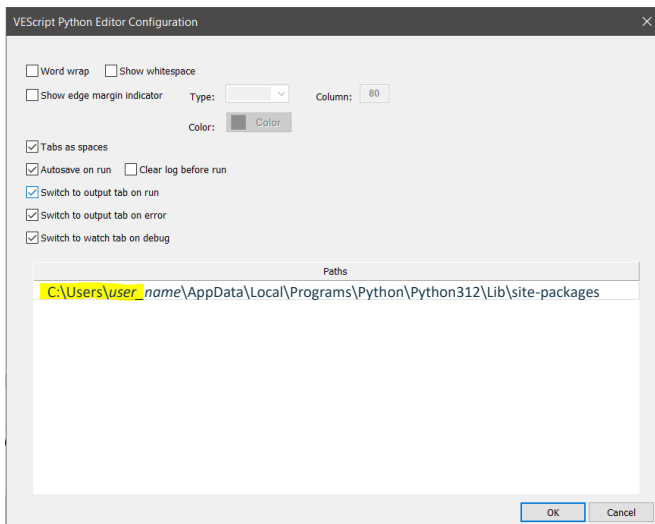 VEScript Python Editor Configuration
Word wrap Show whitespace
Show edge margin indicator Type: Column: 80
Color: Color
Tabs as spaces
Autosave on run Clear log before run
Switch to output tab on run
Switch to output tab on error
Switch to watch tab on debug
Paths
C:\Users\user_name\AppData\Local\Programs\Python\Python312\Lib\site-packages
OK Cancel